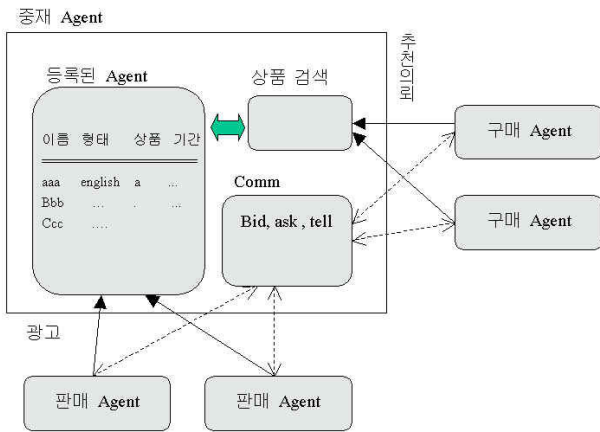 중재 Agent
등록된 Agent
이름 형태 상품 기간
aaa english a ...
Bbb ... . ...
Ccc ....
상품 검색
추천의뢰
Comm
Bid, ask , tell
구매 Agent
구매 Agent
광고
판매 Agent
판매 Agent